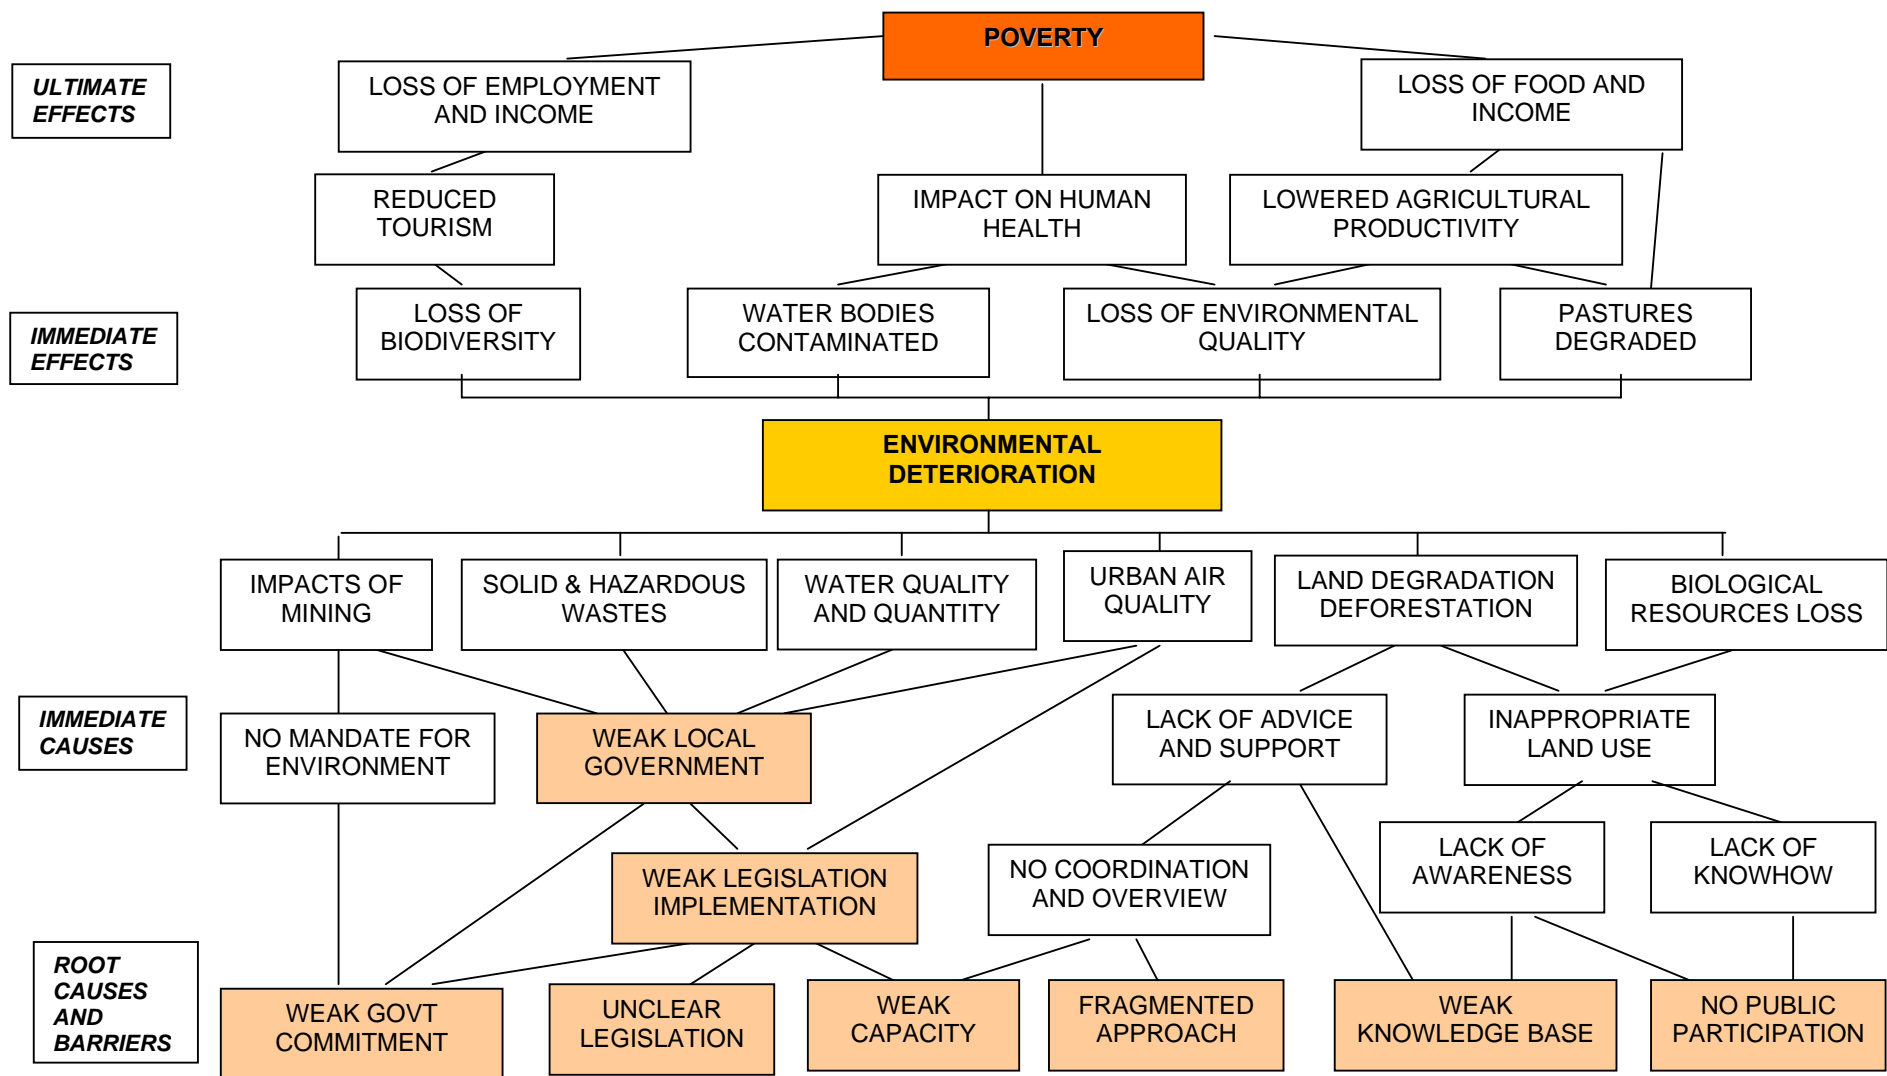 POVERTY
ULTIMATE
EFFECTS
LOSS OF EMPLOYMENT
AND INCOME
LOSS OF FOOD AND
INCOME
REDUCED
TOURISM
IMPACT ON HUMAN
HEALTH
LOWERED AGRICULTURAL
PRODUCTIVITY
IMMEDIATE
EFFECTS
LOSS OF
BIODIVERSITY
WATER BODIES
CONTAMINATED
LOSS OF ENVIRONMENTAL
QUALITY
PASTURES
DEGRADED
ENVIRONMENTAL
DETERIORATION
IMPACTS OF
MINING
SOLID & HAZARDOUS
WASTES
WATER QUALITY
AND QUANTITY
URBAN AIR
QUALITY
LAND DEGRADATION
DEFORESTATION
BIOLOGICAL
RESOURCES LOSS
IMMEDIATE
CAUSES
NO MANDATE FOR
ENVIRONMENT
WEAK LOCAL
GOVERNMENT
LACK OF ADVICE
AND SUPPORT
INAPPROPRIATE
LAND USE
WEAK LEGISLATION
IMPLEMENTATION
NO COORDINATION
AND OVERVIEW
LACK OF
AWARENESS
LACK OF
KNOWHOW
ROOT
CAUSES
AND
BARRIERS
WEAK GOVT
COMMITMENT
UNCLEAR
LEGISLATION
WEAK
CAPACITY
FRAGMENTED
APPROACH
WEAK
KNOWLEDGE BASE
NO PUBLIC
PARTICIPATION